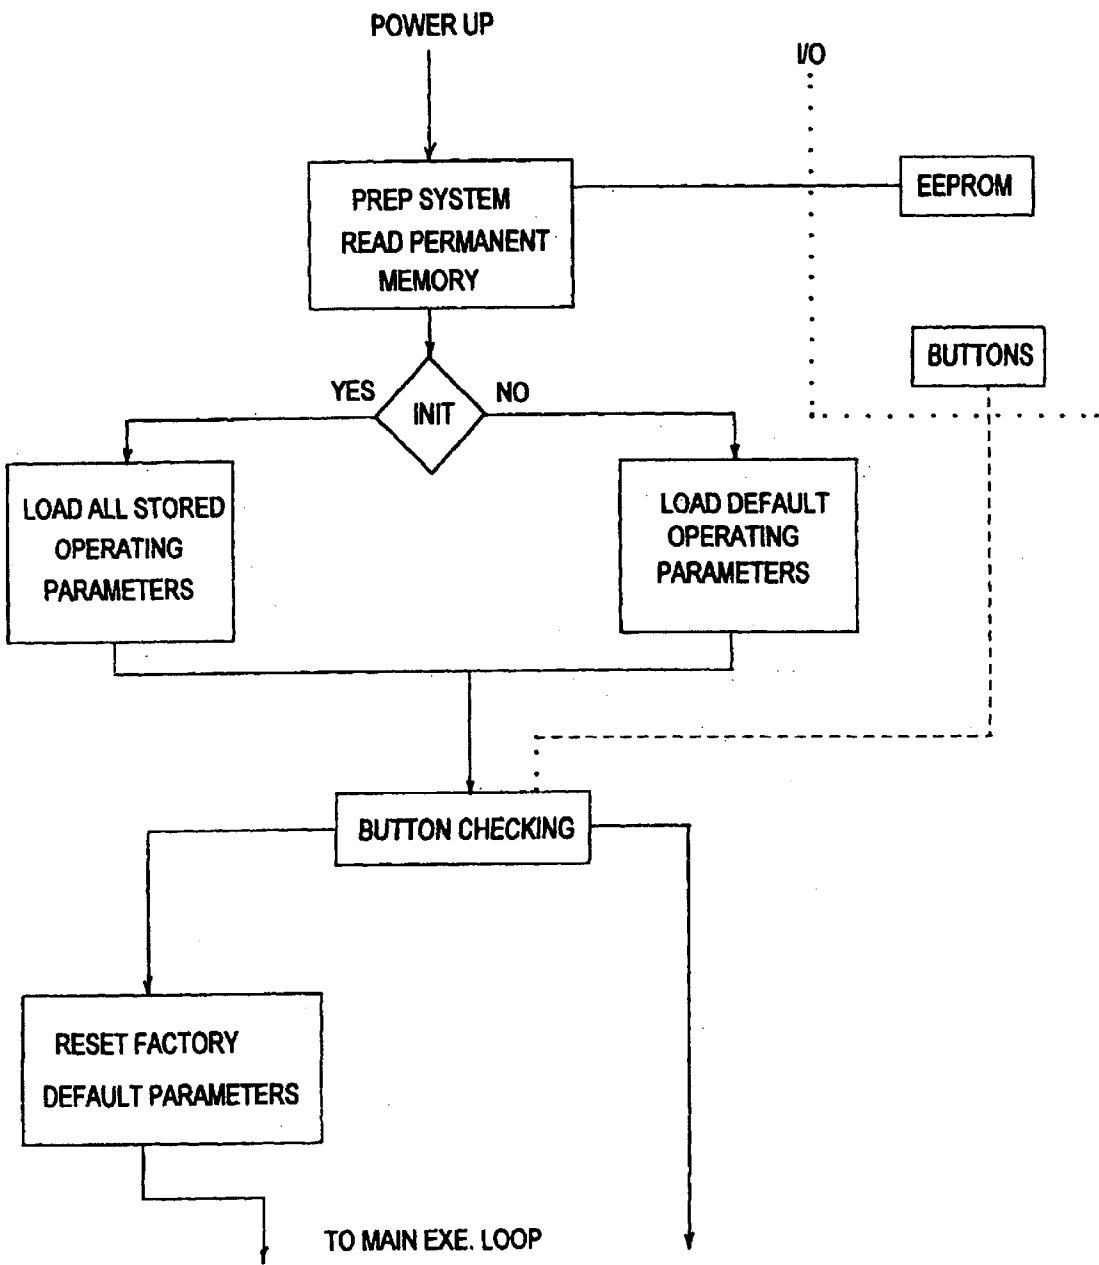 POWER UP
I/O
PREP SYSTEM
READ PERMANENT
MEMORY
EEPROM
BUTTONS
YES
INIT
NO
LOAD ALL STORED
OPERATING
PARAMETERS
LOAD DEFAULT
OPERATING
PARAMETERS
BUTTON CHECKING
RESET FACTORY
DEFAULT PARAMETERS
TO MAIN EXE. LOOP